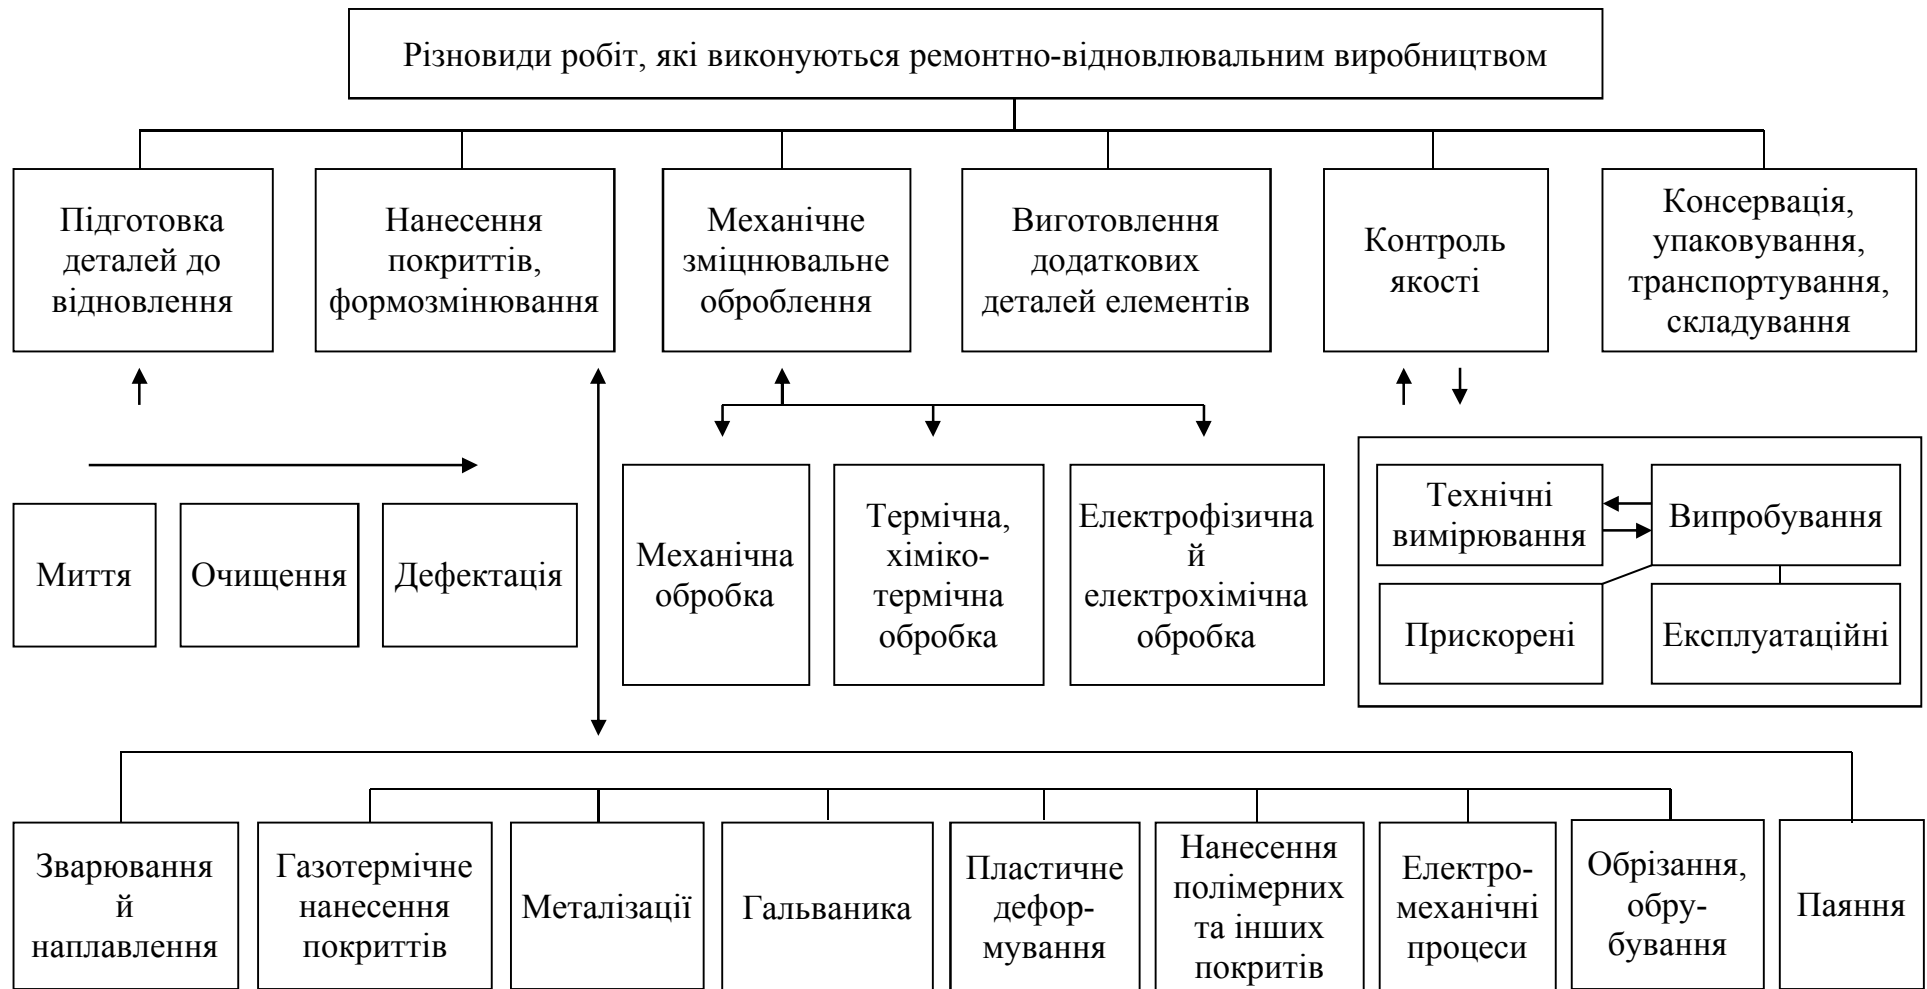 Різновиди робіт, які виконуються ремонтно-відновлювальним виробництвом
Підготовка
деталей до
відновлення
Нанесення
покриттів,
формозмінювання
Механічне
зміцнювальне
оброблення
Виготовлення
додаткових
деталей елементів
Контроль
якості
Консервація,
упаковування,
транспортування,
складування
Миття
Очищення
Дефектація
Механічна
обробка
Термічна,
хіміко-
термічна
обробка
Електрофізична
й
електрохімічна
обробка
Технічні
вимірювання
Випробування
Прискорені
Експлуатаційні
Зварювання
й
наплавлення
Газотермічне
нанесення
покриттів
Металізації
Гальваника
Пластичне
дефор-
мування
Нанесення
полімерних
та інших
покритів
Електро-
механічні
процеси
Обрізання,
обру-
бування
Паяння